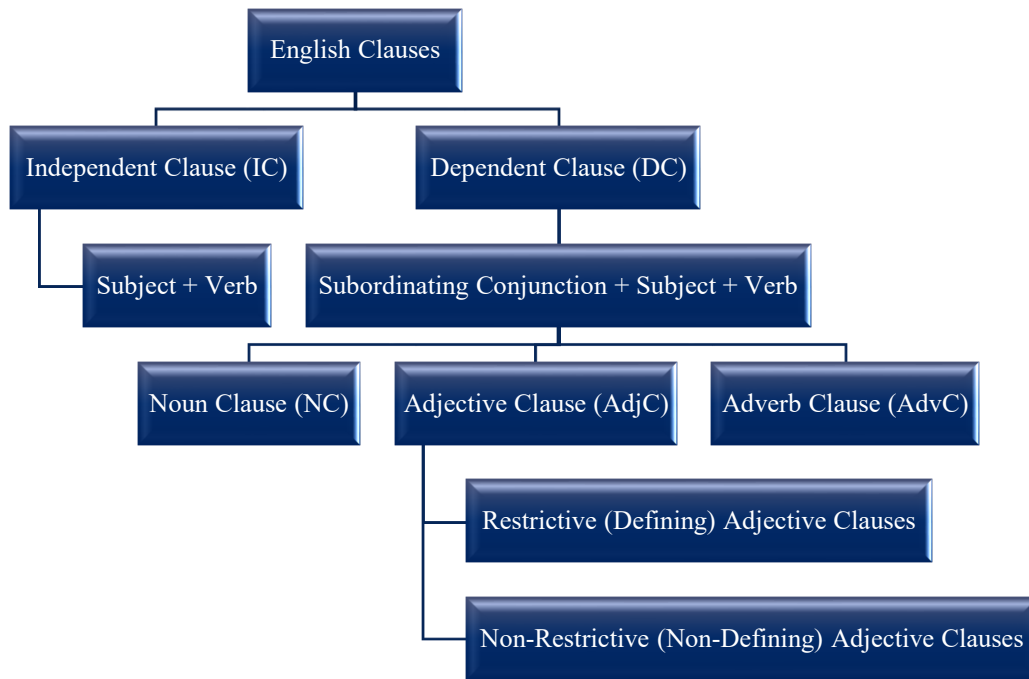 English Clauses
Independent Clause (IC)
Dependent Clause (DC)
Subject + Verb
Subordinating Conjunction + Subject + Verb
Noun Clause (NC)
Adjective Clause (AdjC)
Adverb Clause (AdvC)
Restrictive (Defining) Adjective Clauses
Non-Restrictive (Non-Defining) Adjective Clauses